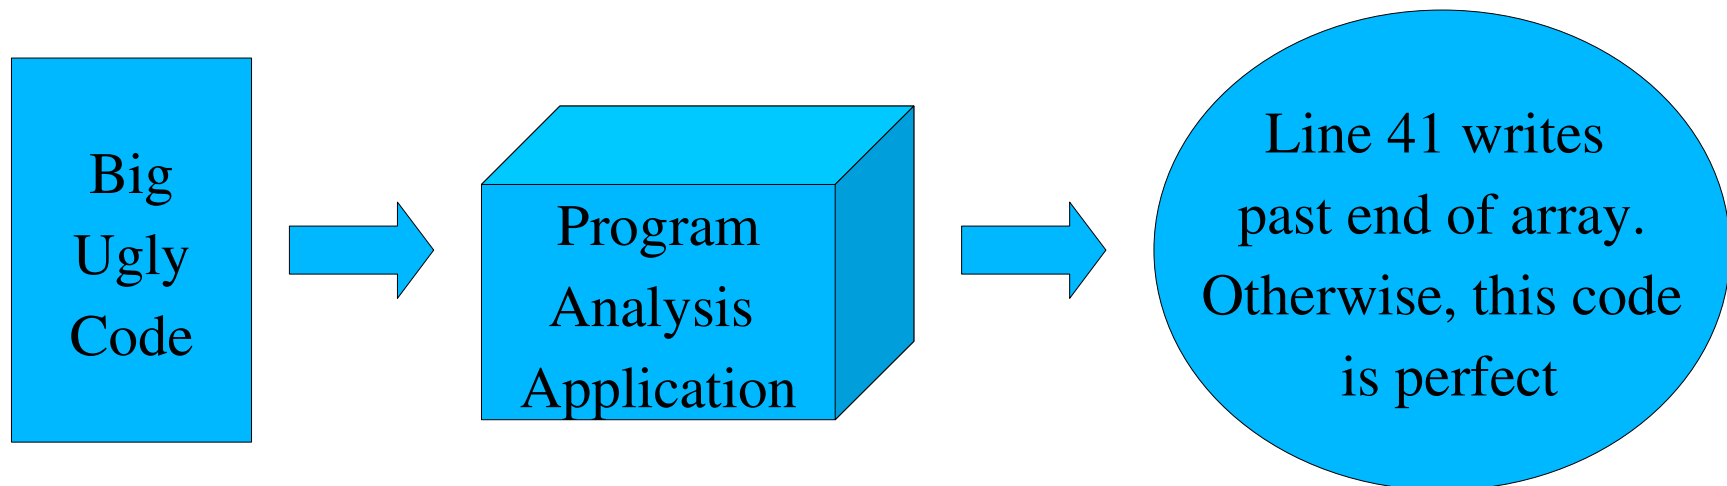 Big
Ugly
Code
Program
Analysis
Application
Line 41 writes
past end of array.
Otherwise, this code
is perfect